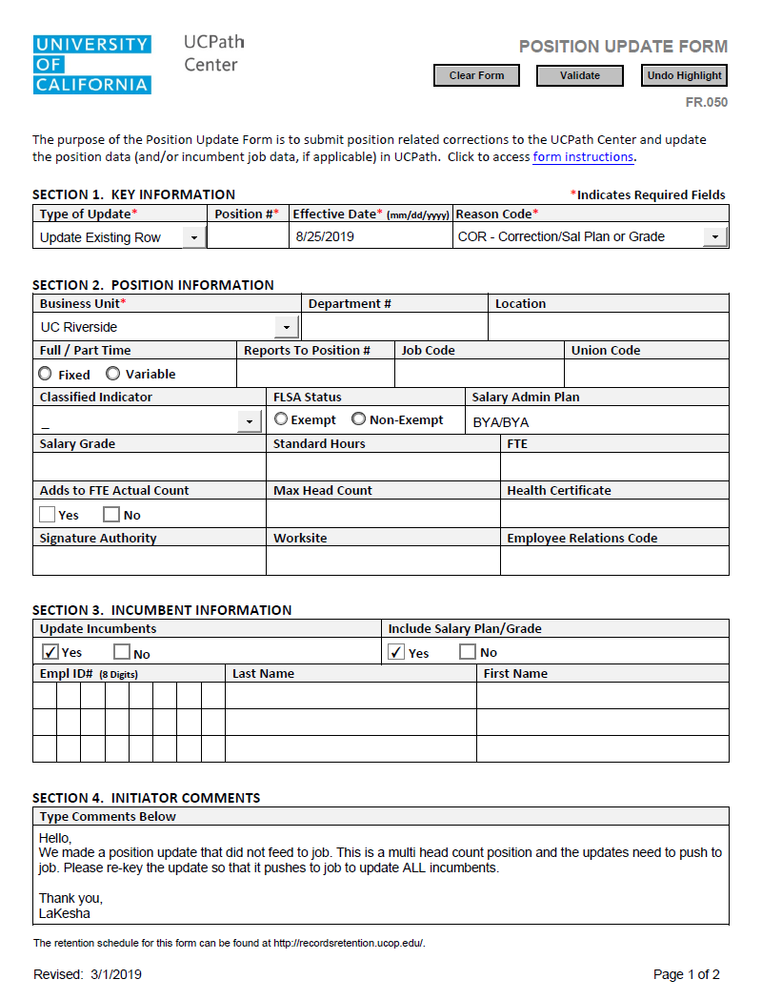 UNIVERSITY
OF
CALIFORNIA
UCPath
Center
POSITION UPDATE FORM
Clear Form Validate Undo Highlight
FR.050
The purpose of the Position Update Form is to submit position related corrections to the UCPath Center and update
the position data (and/or incumbent job data, if applicable) in UCPath. Click to access form instructions.
SECTION 1. KEY INFORMATION *Indicates Required Fields
Type of Update* Position #* Effective Date* (mm/dd/yyyy) Reason Code*
Update Existing Row 8/25/2019 COR - Correction/Sal Plan or Grade
SECTION 2. POSITION INFORMATION
Business Unit* Department # Location
UC Riverside
Full / Part Time Reports To Position # Job Code Union Code
Fixed Variable
Classified Indicator FLSA Status Salary Admin Plan
_ Exempt Non-Exempt BYA/BYA
Salary Grade Standard Hours FTE
Adds to FTE Actual Count Max Head Count Health Certificate
Yes No
Signature Authority Worksite Employee Relations Code
SECTION 3. INCUMBENT INFORMATION
Update Incumbents Include Salary Plan/Grade
Yes No Yes No
Empl ID# (8 Digits) Last Name First Name
SECTION 4. INITIATOR COMMENTS
Type Comments Below
Hello,
We made a position update that did not feed to job. This is a multi head count position and the updates need to push to
job. Please re-key the update so that it pushes to job to update ALL incumbents.
Thank you,
LaKesha
The retention schedule for this form can be found at http://recordsretention.ucop.edu/.
Revised: 3/1/2019 Page 1 of 2